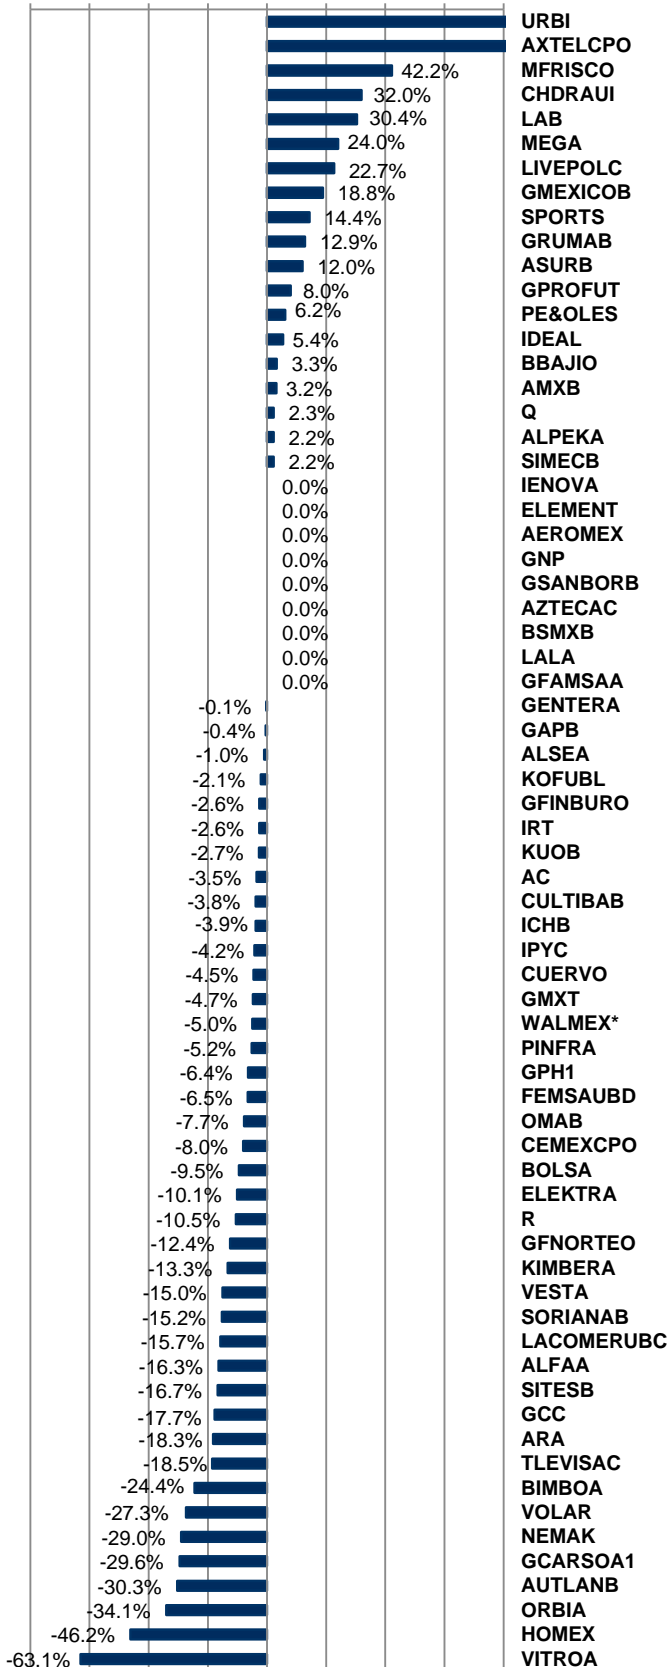 URBI
AXTELCPO
42.2% MFRISCO
32.0% CHDRAUI
30.4% LAB
24.0% MEGA
22.7% LIVEPOLC
18.8% GMEXICOB
14.4% SPORTS
12.9% GRUMAB
12.0% ASURB
8.0% GPROFUT
6.2% PE&OLES
5.4% IDEAL
3.3% BBAJIO
3.2% AMXB
2.3% Q
2.2% ALPEKA
2.2% SIMECB
0.0% IENOVA
0.0% ELEMENT
0.0% AEROMEX
0.0% GNP
0.0% GSANBORB
0.0% AZTECAC
0.0% BSMXB
0.0% LALA
0.0% GFAMSAA
-0.1% GENTERA
-0.4% GAPB
-1.0% ALSEA
-2.1% KOFUBL
-2.6% GFINBURO
-2.6% IRT
-2.7% KUOB
-3.5% AC
-3.8% CULTIBAB
-3.9% ICHB
-4.2% IPYC
-4.5% CUERVO
-4.7% GMXT
-5.0% WALMEX*
-5.2% PINFRA
-6.4% GPH1
-6.5% FEMSAUBD
-7.7% OMAB
-8.0% CEMEXCPO
-9.5% BOLSA
-10.1% ELEKTRA
-10.5% R
-12.4% GFNORTEO
-13.3% KIMBERA
-15.0% VESTA
-15.2% SORIANAB
-15.7% LACOMERUBC
-16.3% ALFAA
-16.7% SITESB
-17.7% GCC
-18.3% ARA
-18.5% TLEVISAC
-24.4% BIMBOA
-27.3% VOLAR
-29.0% NEMAK
-29.6% GCARSOA1
-30.3% AUTLANB
-34.1% ORBIA
-46.2% HOMEX
-63.1% VITROA